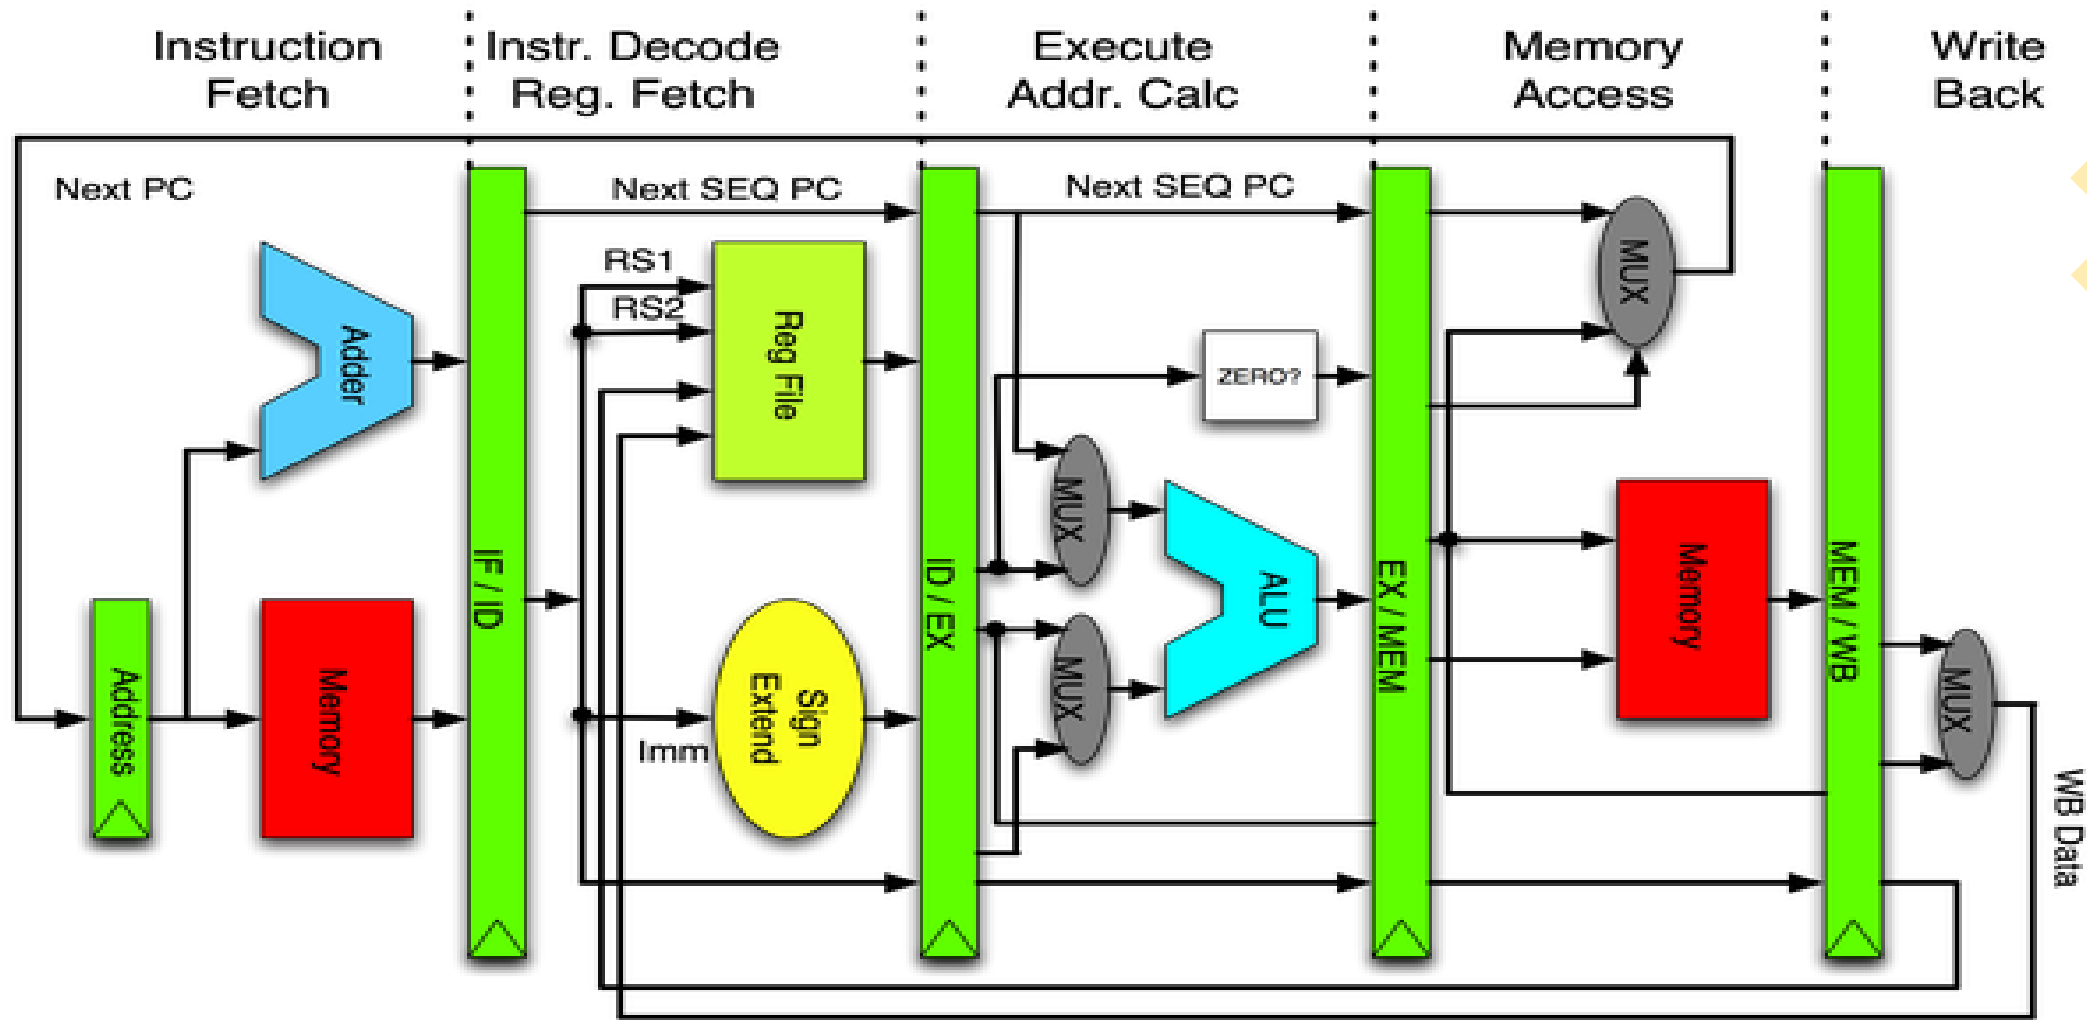 Instruction
Fetch
Instr. Decode
Reg. Fetch
Execute
Addr. Calc
Memory
Access
Write
Back
Next PC
Next SEQ PC
Next SEQ PC
RS1
RS2
Adder
Reg File
MUX
ZERO?
MUX
ALU
Memory
IF / ID
ID / EX
EX / MEM
MEM / WB
Address
Memory
Sign
Extend
Imm
MUX
MUX
WB Data